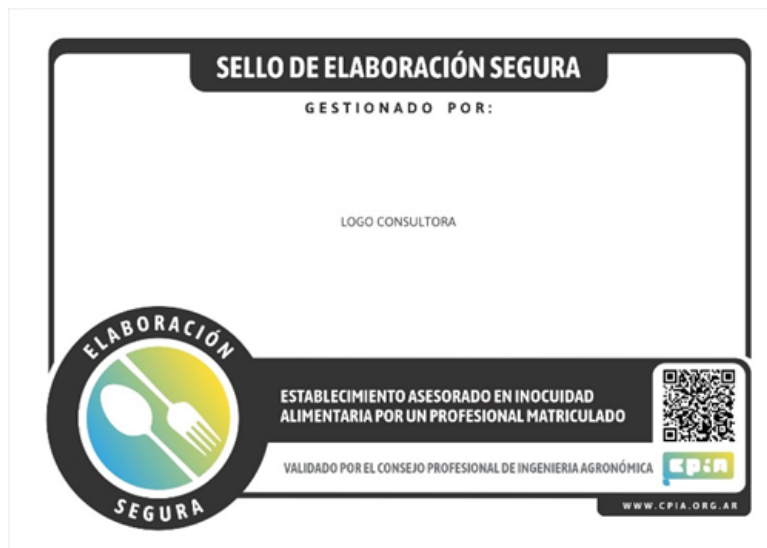 SELLO DE ELABORACIÓN SEGURA
GESTIONADO POR:
LOGO CONSULTORA
ELABORACIÓN
SEGURA
ESTABLECIMIENTO ASESORADO EN INOCUIDAD
ALIMENTARIA POR UN PROFESIONAL MATRICULADO
VALIDADO POR EL CONSEJO PROFESIONAL DE INGENIERIA AGRONÓMICA
CPIA
WWW.CPIA.ORG.AR